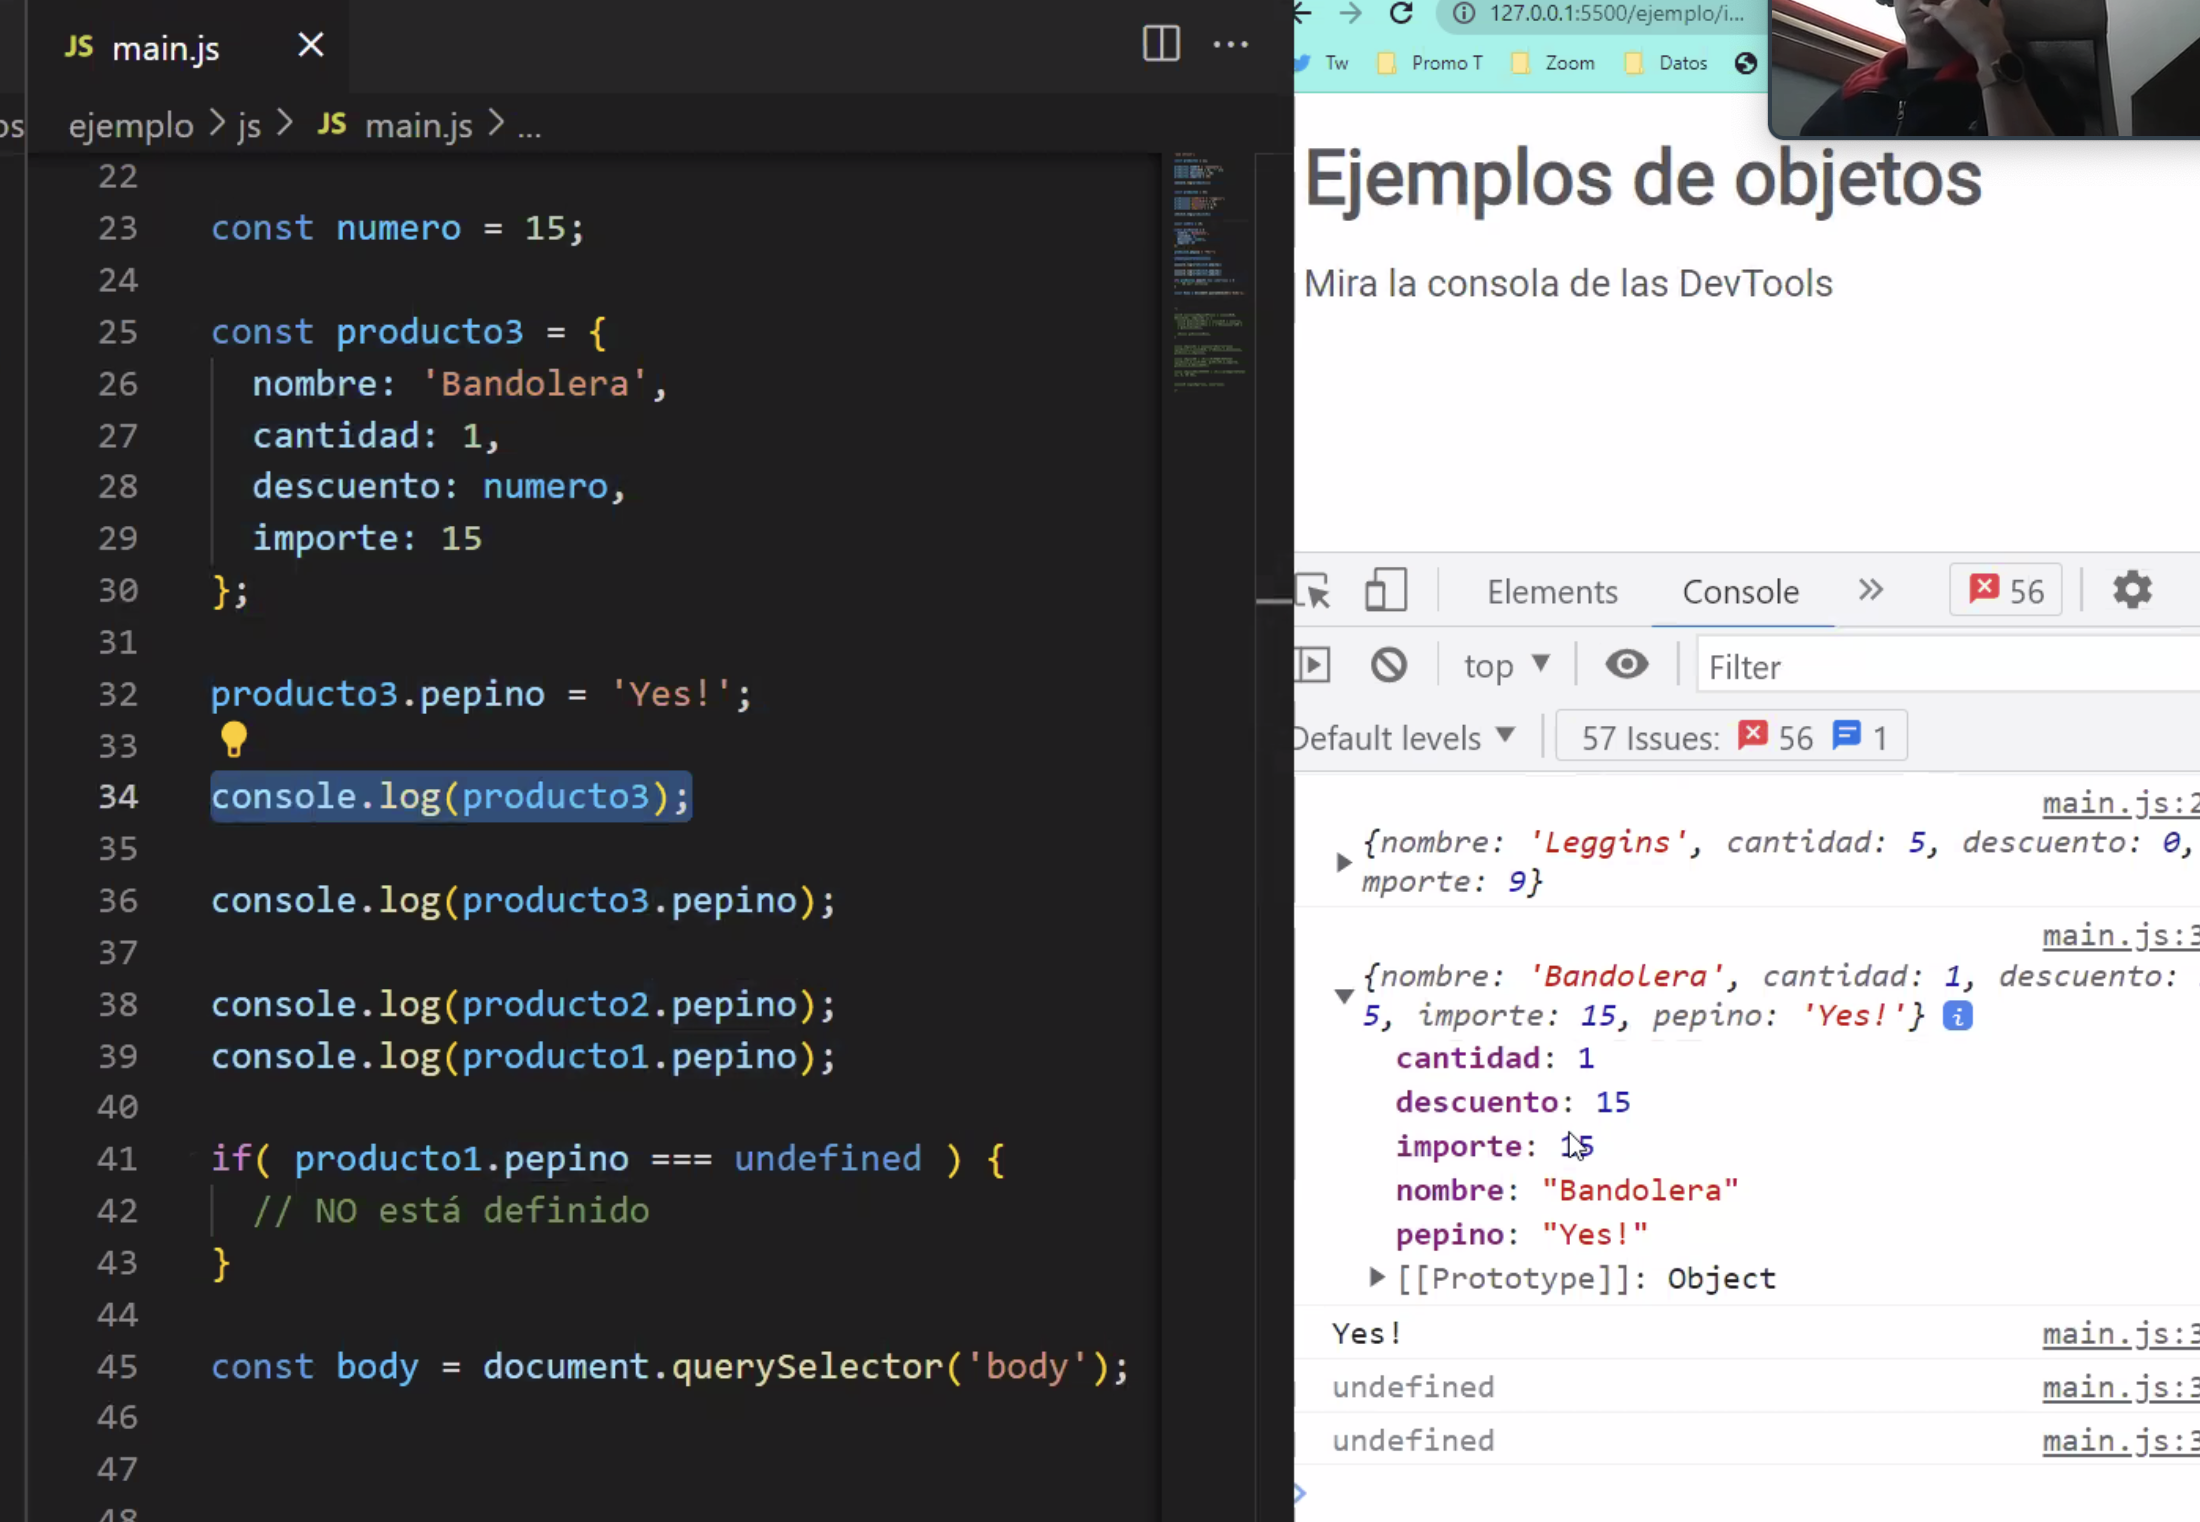 JS main.js
ejemplo > js > JS main.js > ...
22
23 const numero = 15;
24
25 const producto3 = {
26 nombre: 'Bandolera',
27 cantidad: 1,
28 descuento: numero,
29 importe: 15
30 };
31
32 producto3.pepino = 'Yes!';
33
34 console.log(producto3);
35
36 console.log(producto3.pepino);
37
38 console.log(producto2.pepino);
39 console.log(producto1.pepino);
40
41 if( producto1.pepino === undefined ) {
42 // NO está definido
43 }
44
45 const body = document.querySelector('body');
46
47
48
127.0.0.1:5500/ejemplo/i...
Tw Promo T Zoom Datos
Ejemplos de objetos
Mira la consola de las DevTools
Elements Console 56
top Filter
Default levels 57 Issues: 56 1
main.js:2
{nombre: 'Leggins', cantidad: 5, descuento: 0,
mporte: 9}
main.js:3
{nombre: 'Bandolera', cantidad: 1, descuento:
5, importe: 15, pepino: 'Yes!'}
cantidad: 1
descuento: 15
importe: 15
nombre: "Bandolera"
pepino: "Yes!"
[[Prototype]]: Object
Yes! main.js:3
undefined main.js:3
undefined main.js:3